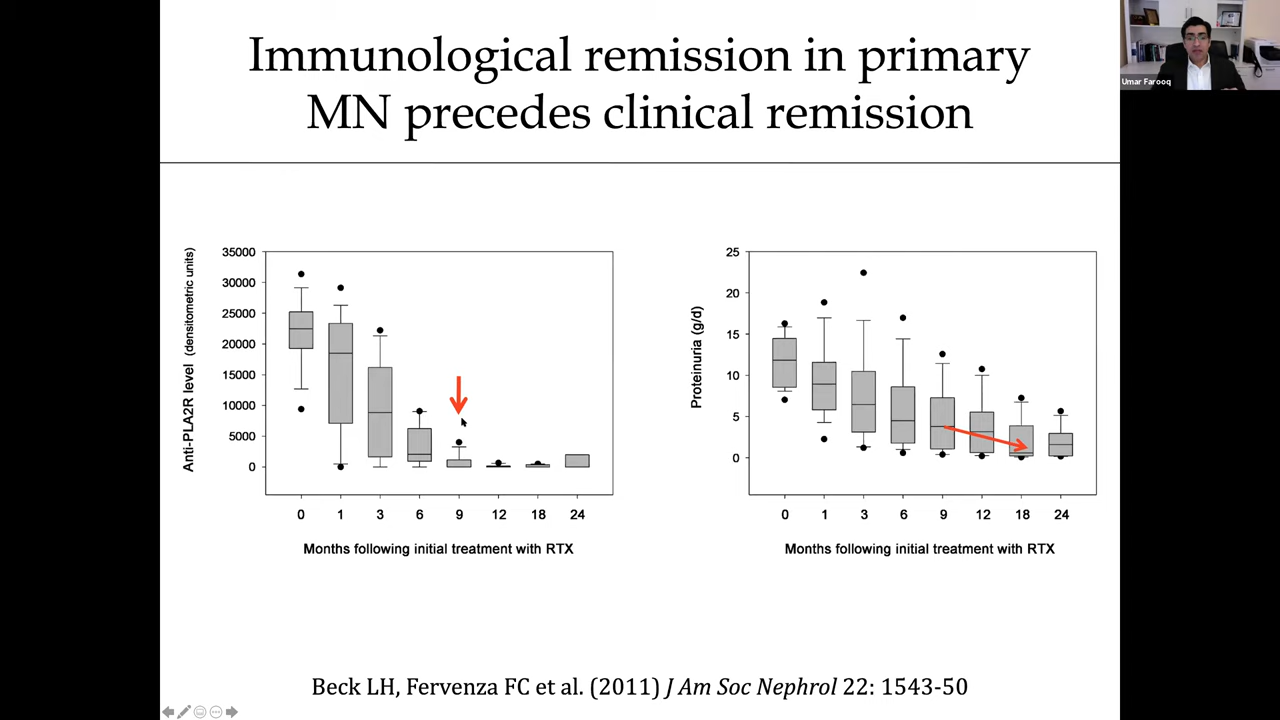 Immunological remission in primary
MN precedes clinical remission
Umar Farooq
Anti-PLA2R level (densitometric units)
35000
30000
25000
20000
15000
10000
5000
0
0 1 3 6 9 12 18 24
Months following initial treatment with RTX
Proteinuria (g/d)
25
20
15
10
5
0
0 1 3 6 9 12 18 24
Months following initial treatment with RTX
Beck LH, Fervenza FC et al. (2011) J Am Soc Nephrol 22: 1543-50